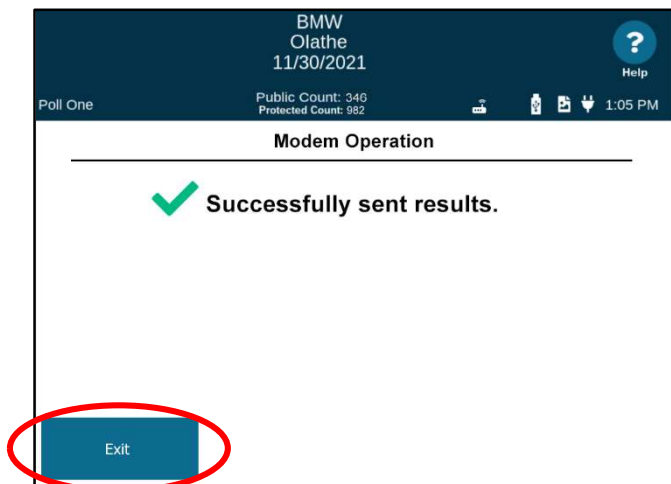 BMW
Olathe
11/30/2021
?
Help
Poll One
Public Count: 346
Protected Count: 982
1:05 PM
Modem Operation
Successfully sent results.
Exit